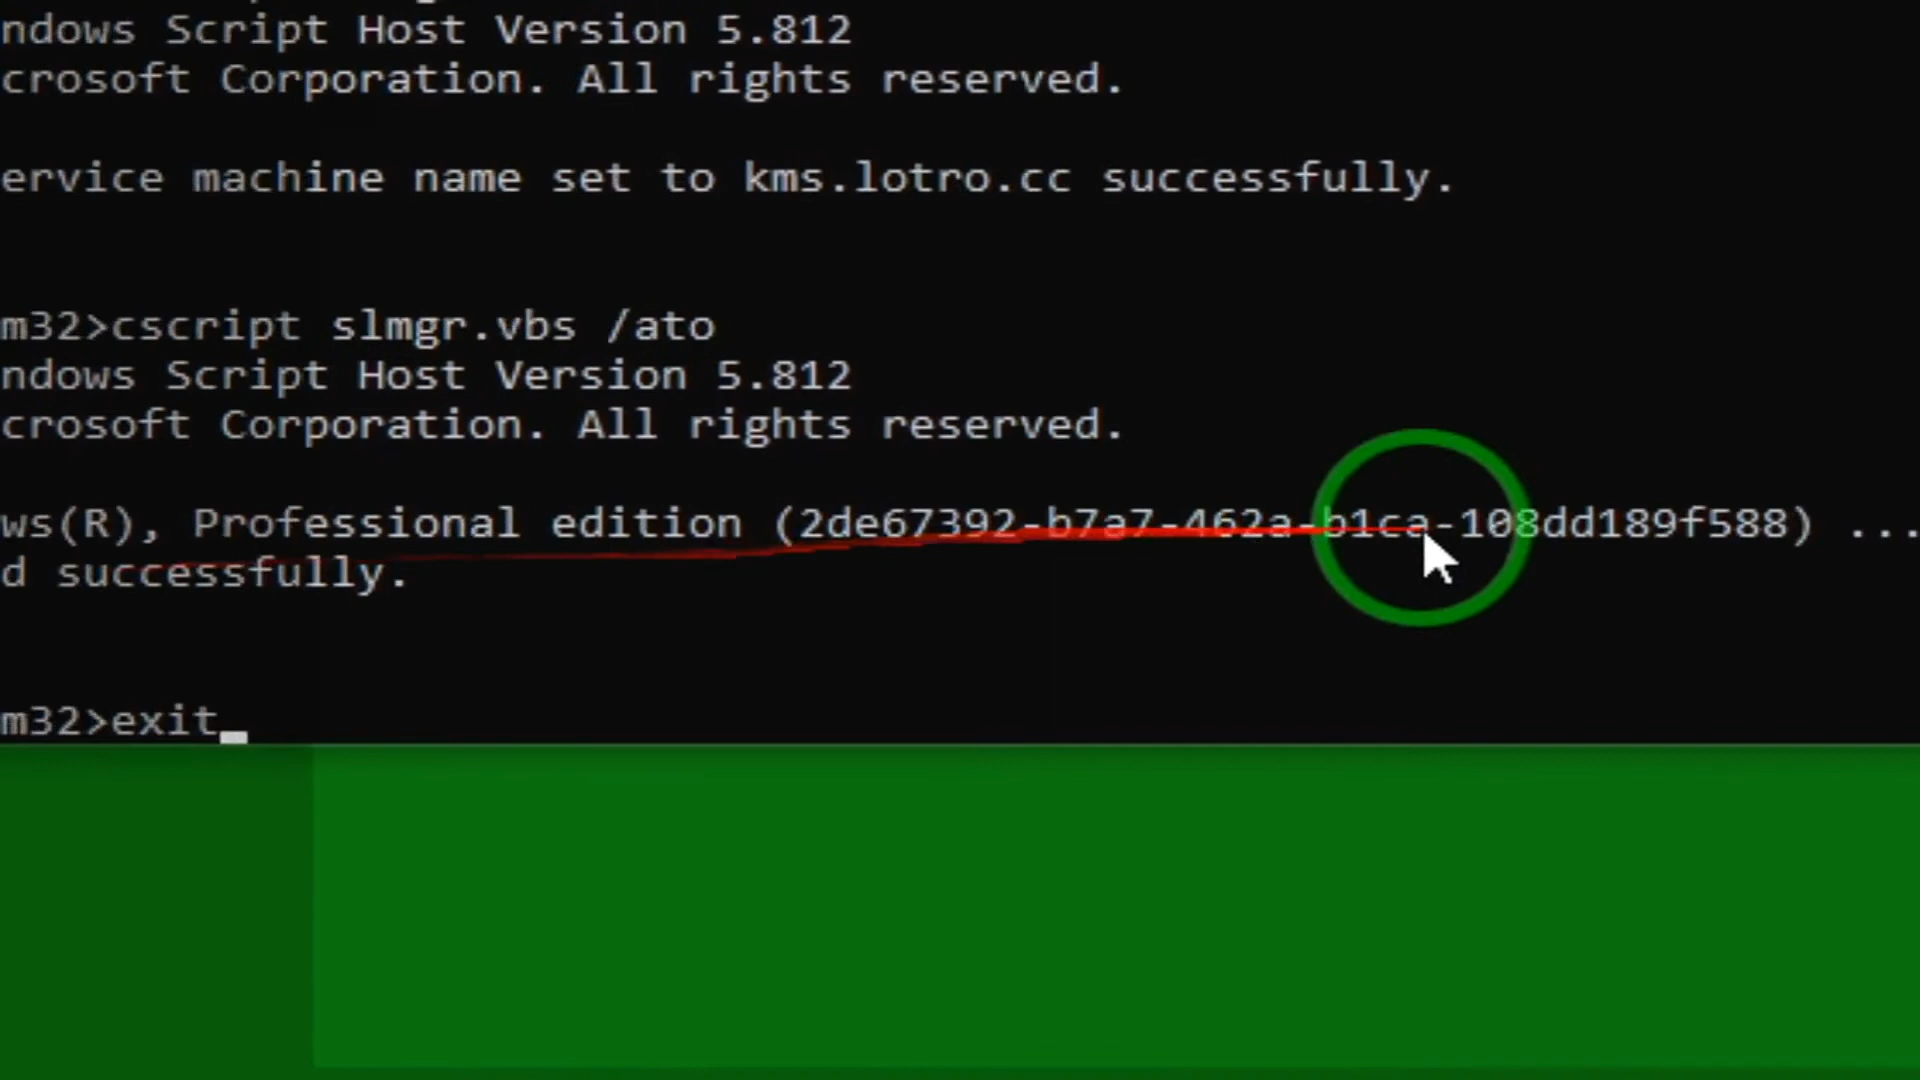 ndows Script Host Version 5.812
crosoft Corporation. All rights reserved.
ervice machine name set to kms.lotro.cc successfully.
m32>cscript slmgr.vbs /ato
ndows Script Host Version 5.812
crosoft Corporation. All rights reserved.
ws(R), Professional edition (2de67392-b7a7-462a-b1ca-108dd189f588) ...
d successfully.
m32>exit_